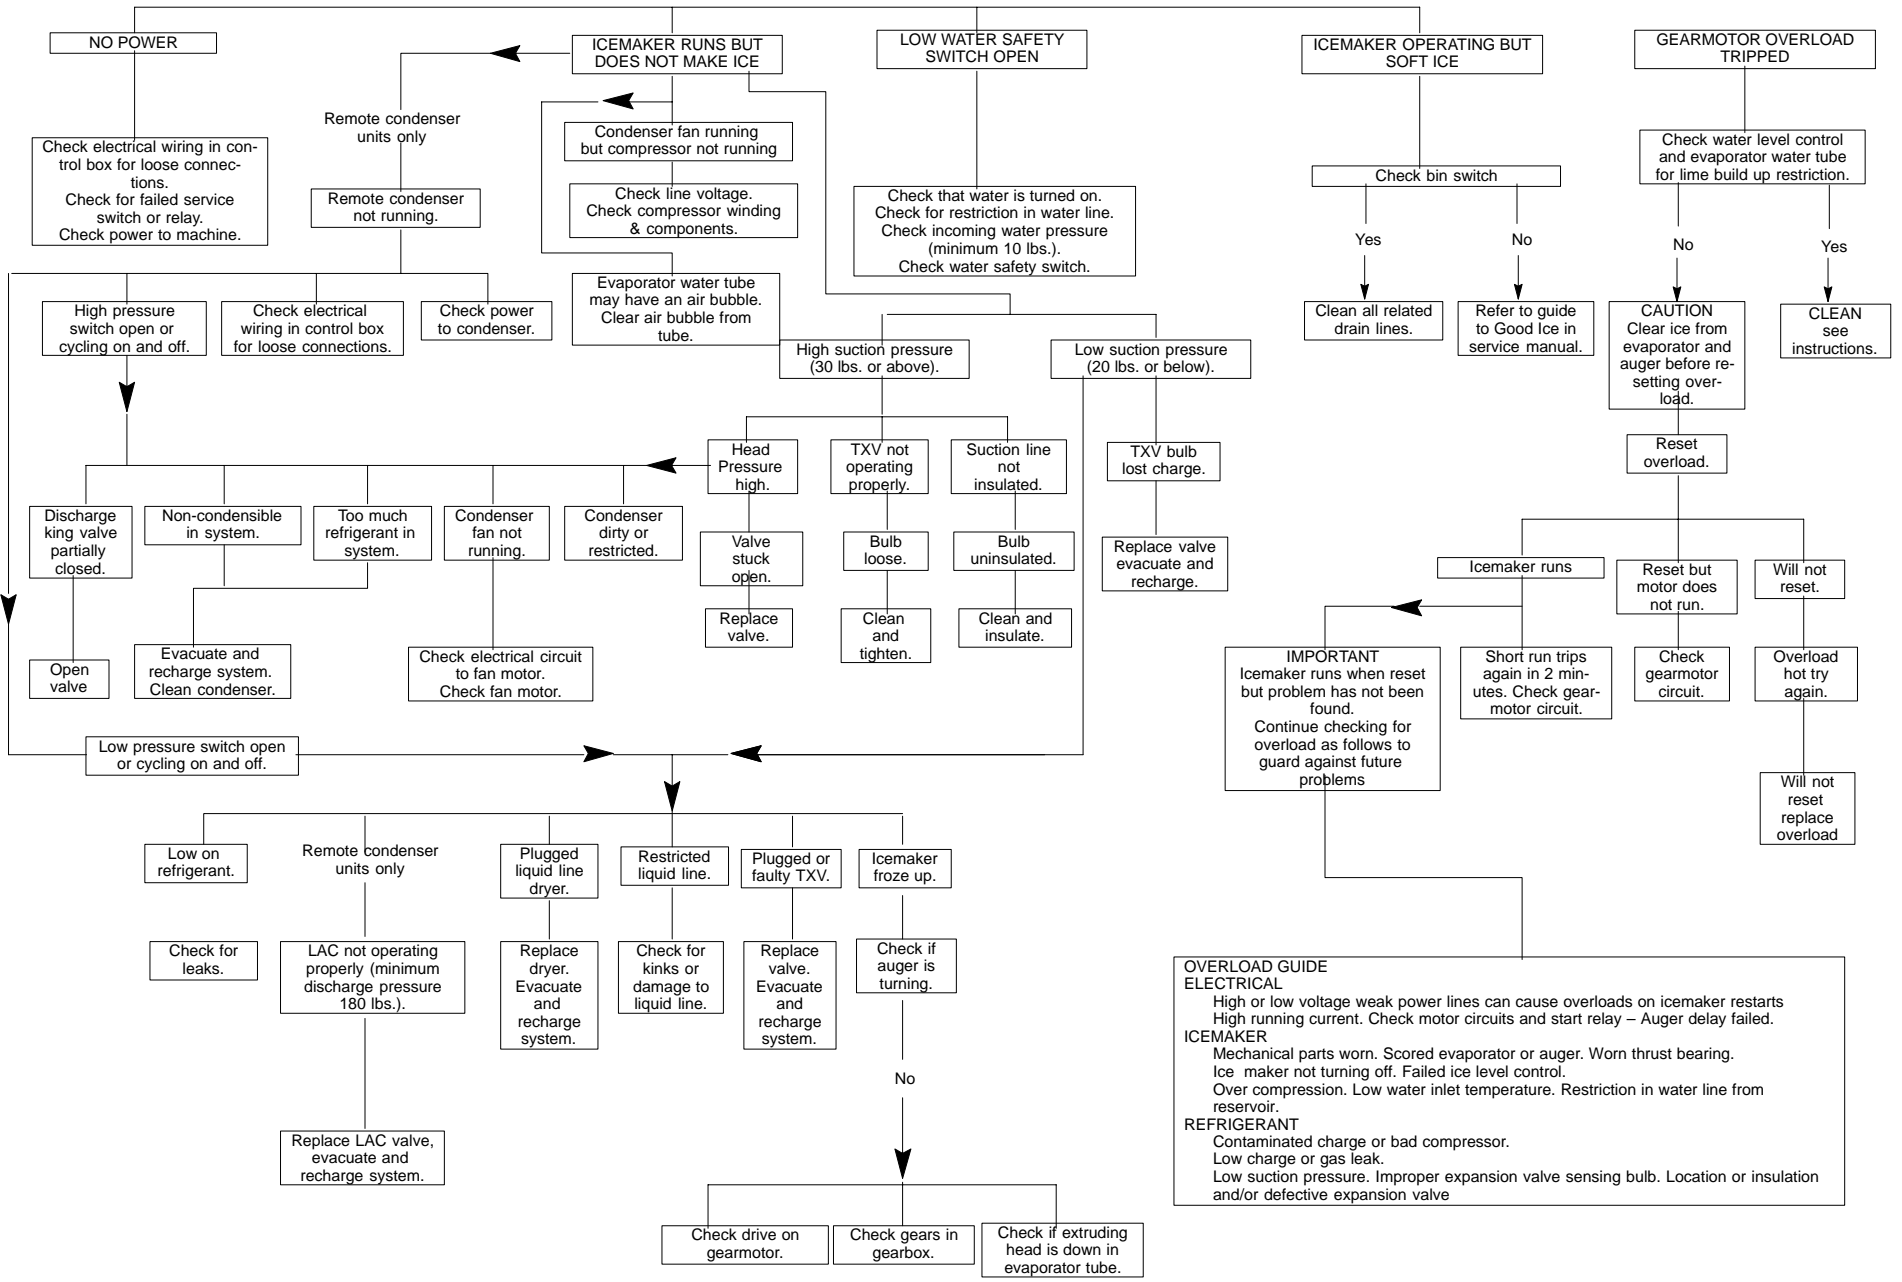 NO POWER
ICEMAKER RUNS BUT
DOES NOT MAKE ICE
LOW WATER SAFETY
SWITCH OPEN
ICEMAKER OPERATING BUT
SOFT ICE
GEARMOTOR OVERLOAD
TRIPPED
Check electrical wiring in con-
trol box for loose connec-
tions.
Check for failed service
switch or relay.
Check power to machine.
Remote condenser
units only
Remote condenser
not running.
Condenser fan running
but compressor not running
Check line voltage.
Check compressor winding
& components.
Check that water is turned on.
Check for restriction in water line.
Check incoming water pressure
(minimum 10 lbs.).
Check water safety switch.
Check bin switch
Yes
No
Check water level control
and evaporator water tube
for lime build up restriction.
No
Yes
High pressure
switch open or
cycling on and off.
Check electrical
wiring in control box
for loose connections.
Check power
to condenser.
Evaporator water tube
may have an air bubble.
Clear air bubble from
tube.
Clean all related
drain lines.
Refer to guide
to Good Ice in
service manual.
CAUTION
Clear ice from
evaporator and
auger before re-
setting over-
load.
CLEAN
see
instructions.
High suction pressure
(30 lbs. or above).
Low suction pressure
(20 lbs. or below).
Head
Pressure
high.
TXV not
operating
properly.
Suction line
not
insulated.
TXV bulb
lost charge.
Reset
overload.
Discharge
king valve
partially
closed.
Non-condensible
in system.
Too much
refrigerant in
system.
Condenser
fan not
running.
Condenser
dirty or
restricted.
Valve
stuck
open.
Bulb
loose.
Bulb
uninsulated.
Replace valve
evacuate and
recharge.
Icemaker runs
Reset but
motor does
not run.
Will not
reset.
Replace
valve.
Clean
and
tighten.
Clean and
insulate.
Open
valve
Evacuate and
recharge system.
Clean condenser.
Check electrical circuit
to fan motor.
Check fan motor.
IMPORTANT
Icemaker runs when reset
but problem has not been
found.
Continue checking for
overload as follows to
guard against future
problems
Short run trips
again in 2 min-
utes. Check gear-
motor circuit.
Check
gearmotor
circuit.
Overload
hot try
again.
Low pressure switch open
or cycling on and off.
Will not
reset
replace
overload
Low on
refrigerant.
Remote condenser
units only
Plugged
liquid line
dryer.
Restricted
liquid line.
Plugged or
faulty TXV.
Icemaker
froze up.
Check for
leaks.
LAC not operating
properly (minimum
discharge pressure
180 lbs.).
Replace
dryer.
Evacuate
and
recharge
system.
Check for
kinks or
damage to
liquid line.
Replace
valve.
Evacuate
and
recharge
system.
Check if
auger is
turning.
No
Replace LAC valve,
evacuate and
recharge system.
Check drive on
gearmotor.
Check gears in
gearbox.
Check if extruding
head is down in
evaporator tube.
OVERLOAD GUIDE
ELECTRICAL
High or low voltage weak power lines can cause overloads on icemaker restarts
High running current. Check motor circuits and start relay – Auger delay failed.
ICEMAKER
Mechanical parts worn. Scored evaporator or auger. Worn thrust bearing.
Ice maker not turning off. Failed ice level control.
Over compression. Low water inlet temperature. Restriction in water line from
reservoir.
REFRIGERANT
Contaminated charge or bad compressor.
Low charge or gas leak.
Low suction pressure. Improper expansion valve sensing bulb. Location or insulation
and/or defective expansion valve